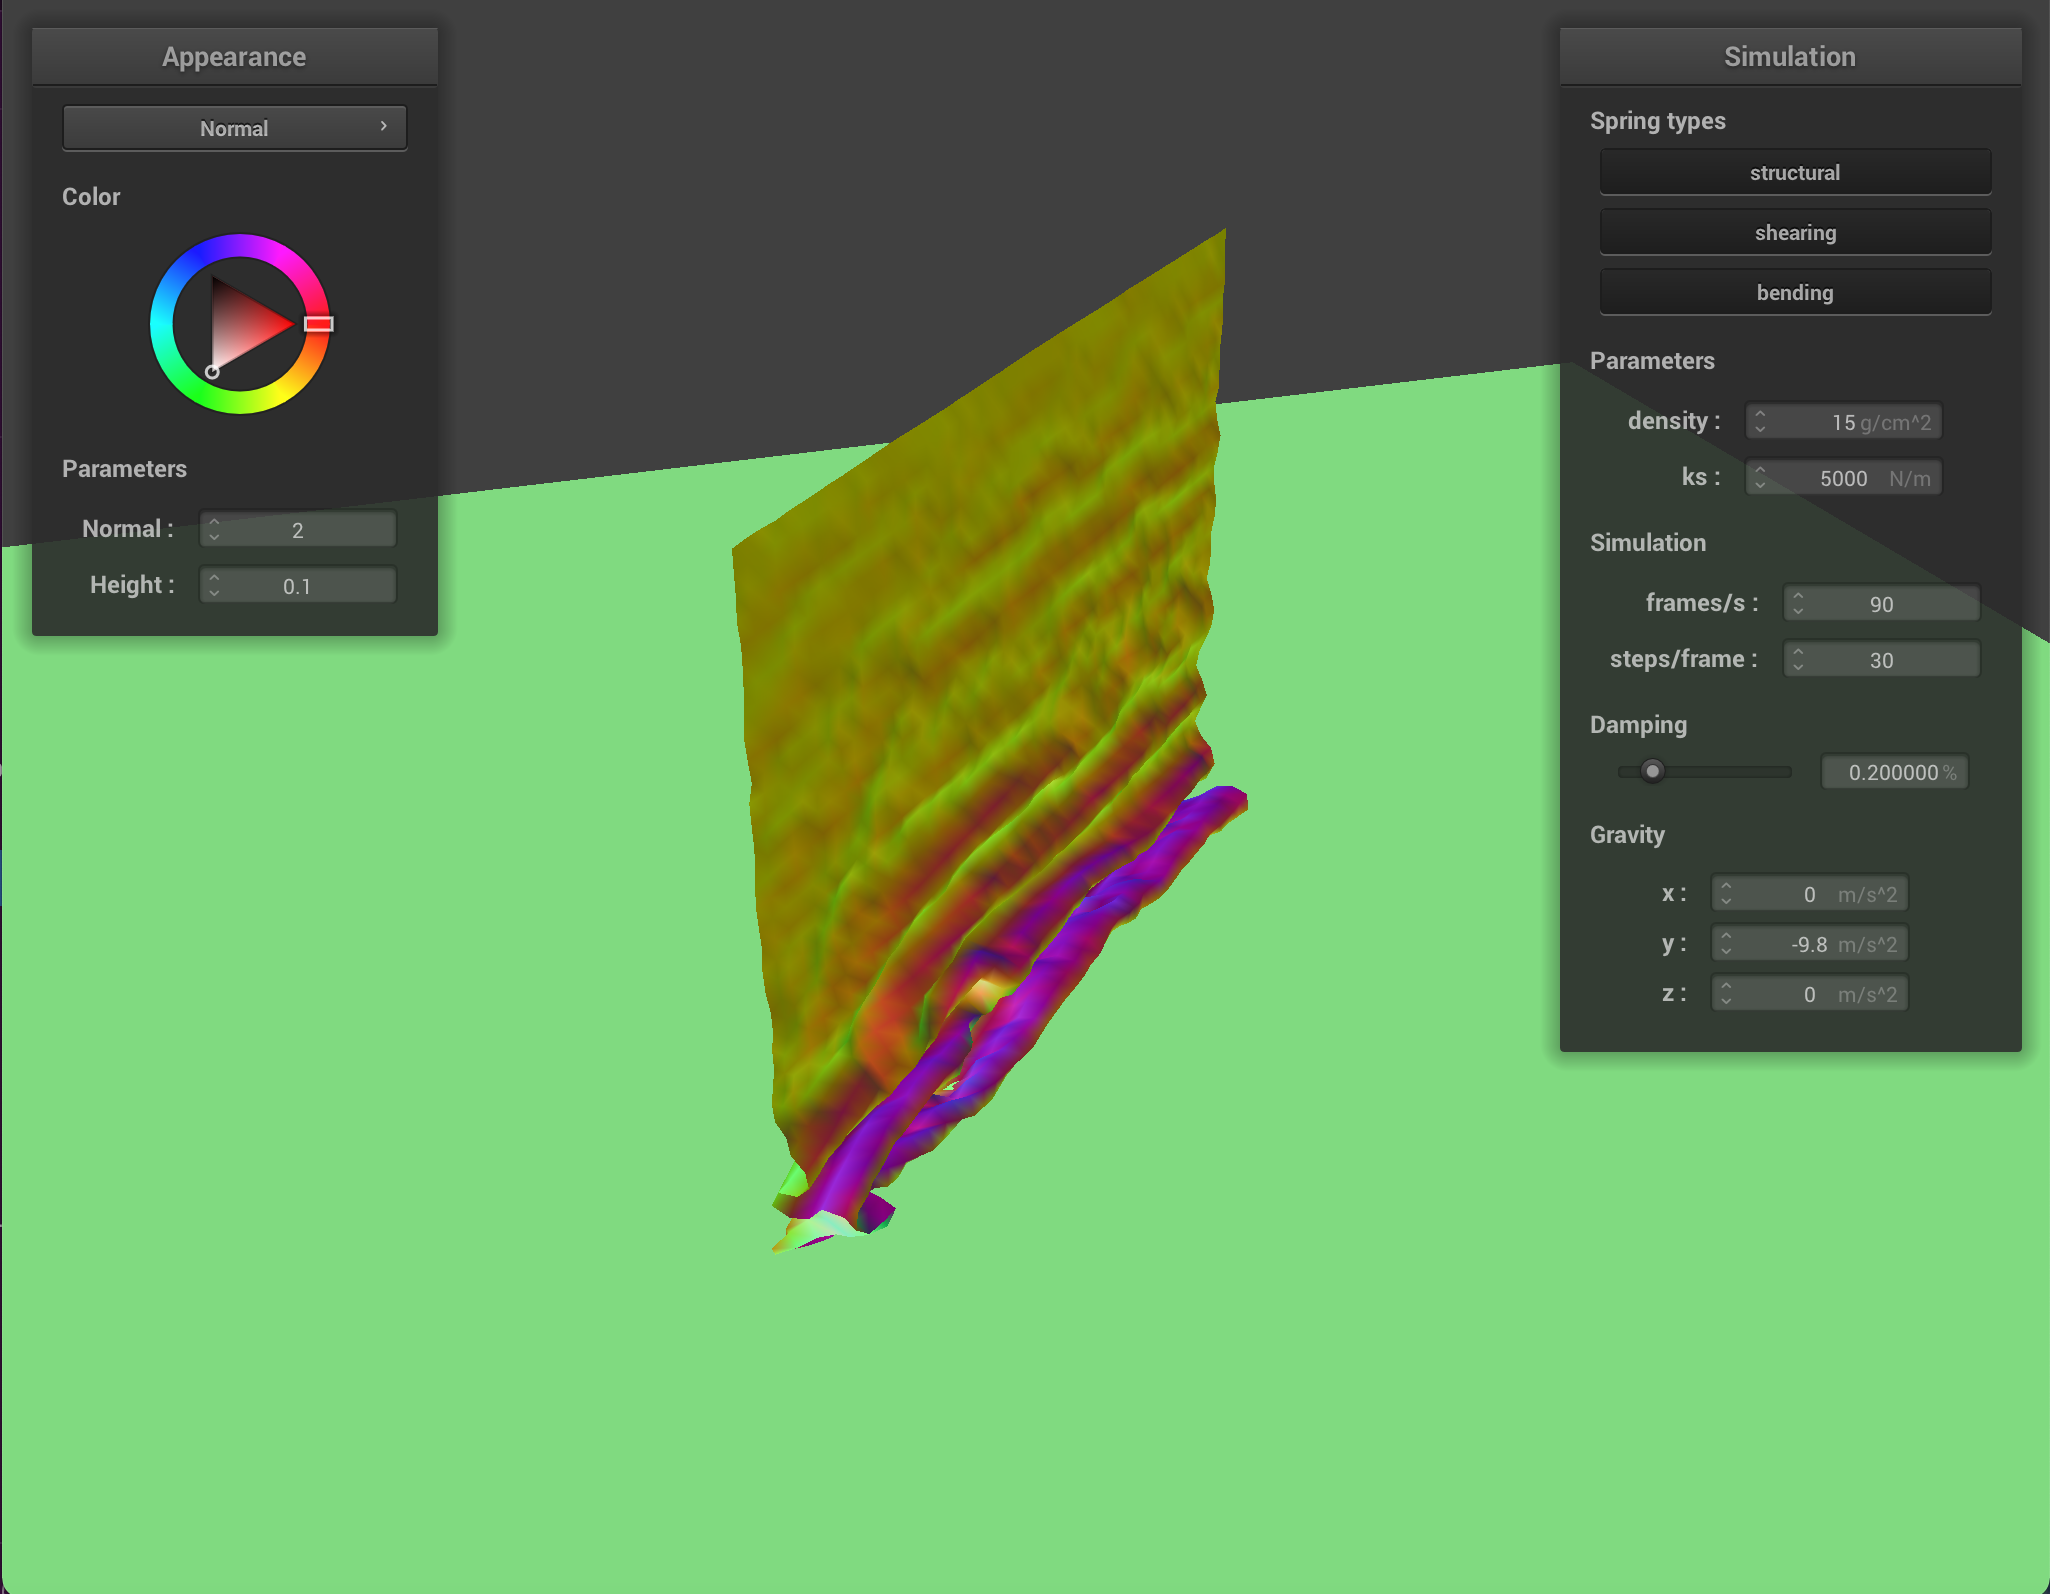 Appearance
Normal
Color
Parameters
Normal : 2
Height : 0.1
Simulation
Spring types
structural
shearing
bending
Parameters
density : 15 g/cm^2
ks : 5000 N/m
Simulation
frames/s : 90
steps/frame : 30
Damping
0.200000 %
Gravity
x : 0 m/s^2
y : -9.8 m/s^2
z : 0 m/s^2